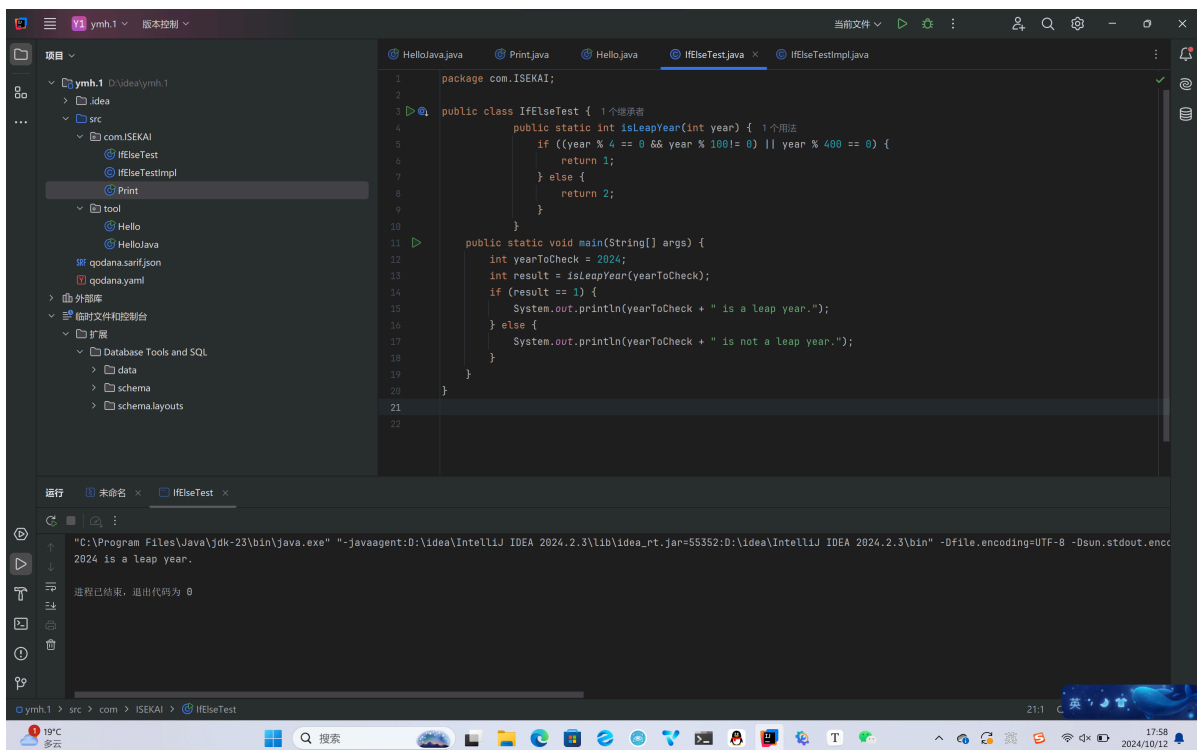 Y1 ymh.1 版本控制 当前文件
项目
HelloJava.java Print.java Hello.java IfElseTest.java IfElseTestImpl.java
ymh.1 D:\idea\ymh.1
.idea
src
com.ISEKAI
IfElseTest
IfElseTestImpl
Print
tool
Hello
HelloJava
SRF qodana.sarif.json
Y qodana.yaml
外部库
临时文件和控制台
扩展
Database Tools and SQL
data
schema
schema.layouts
1 package com.ISEKAI;
2
3 public class IfElseTest { 1个继承者
4 public static int isLeapYear(int year) { 1个用法
5 if ((year % 4 == 0 && year % 100!= 0) || year % 400 == 0) {
6 return 1;
7 } else {
8 return 2;
9 }
10 }
11 public static void main(String[] args) {
12 int yearToCheck = 2024;
13 int result = isLeapYear(yearToCheck);
14 if (result == 1) {
15 System.out.println(yearToCheck + " is a leap year.");
16 } else {
17 System.out.println(yearToCheck + " is not a leap year.");
18 }
19 }
20 }
21
22
运行 未命名 IfElseTest
"C:\Program Files\Java\jdk-23\bin\java.exe" "-javaagent:D:\idea\IntelliJ IDEA 2024.2.3\lib\idea_rt.jar=55352:D:\idea\IntelliJ IDEA 2024.2.3\bin" -Dfile.encoding=UTF-8 -Dsun.stdout.enco
2024 is a leap year.
进程已结束，退出代码为 0
ymh.1 > src > com > ISEKAI > IfElseTest 21:1 英
1 19°C
多云
搜索
T
英
17:58
2024/10/12